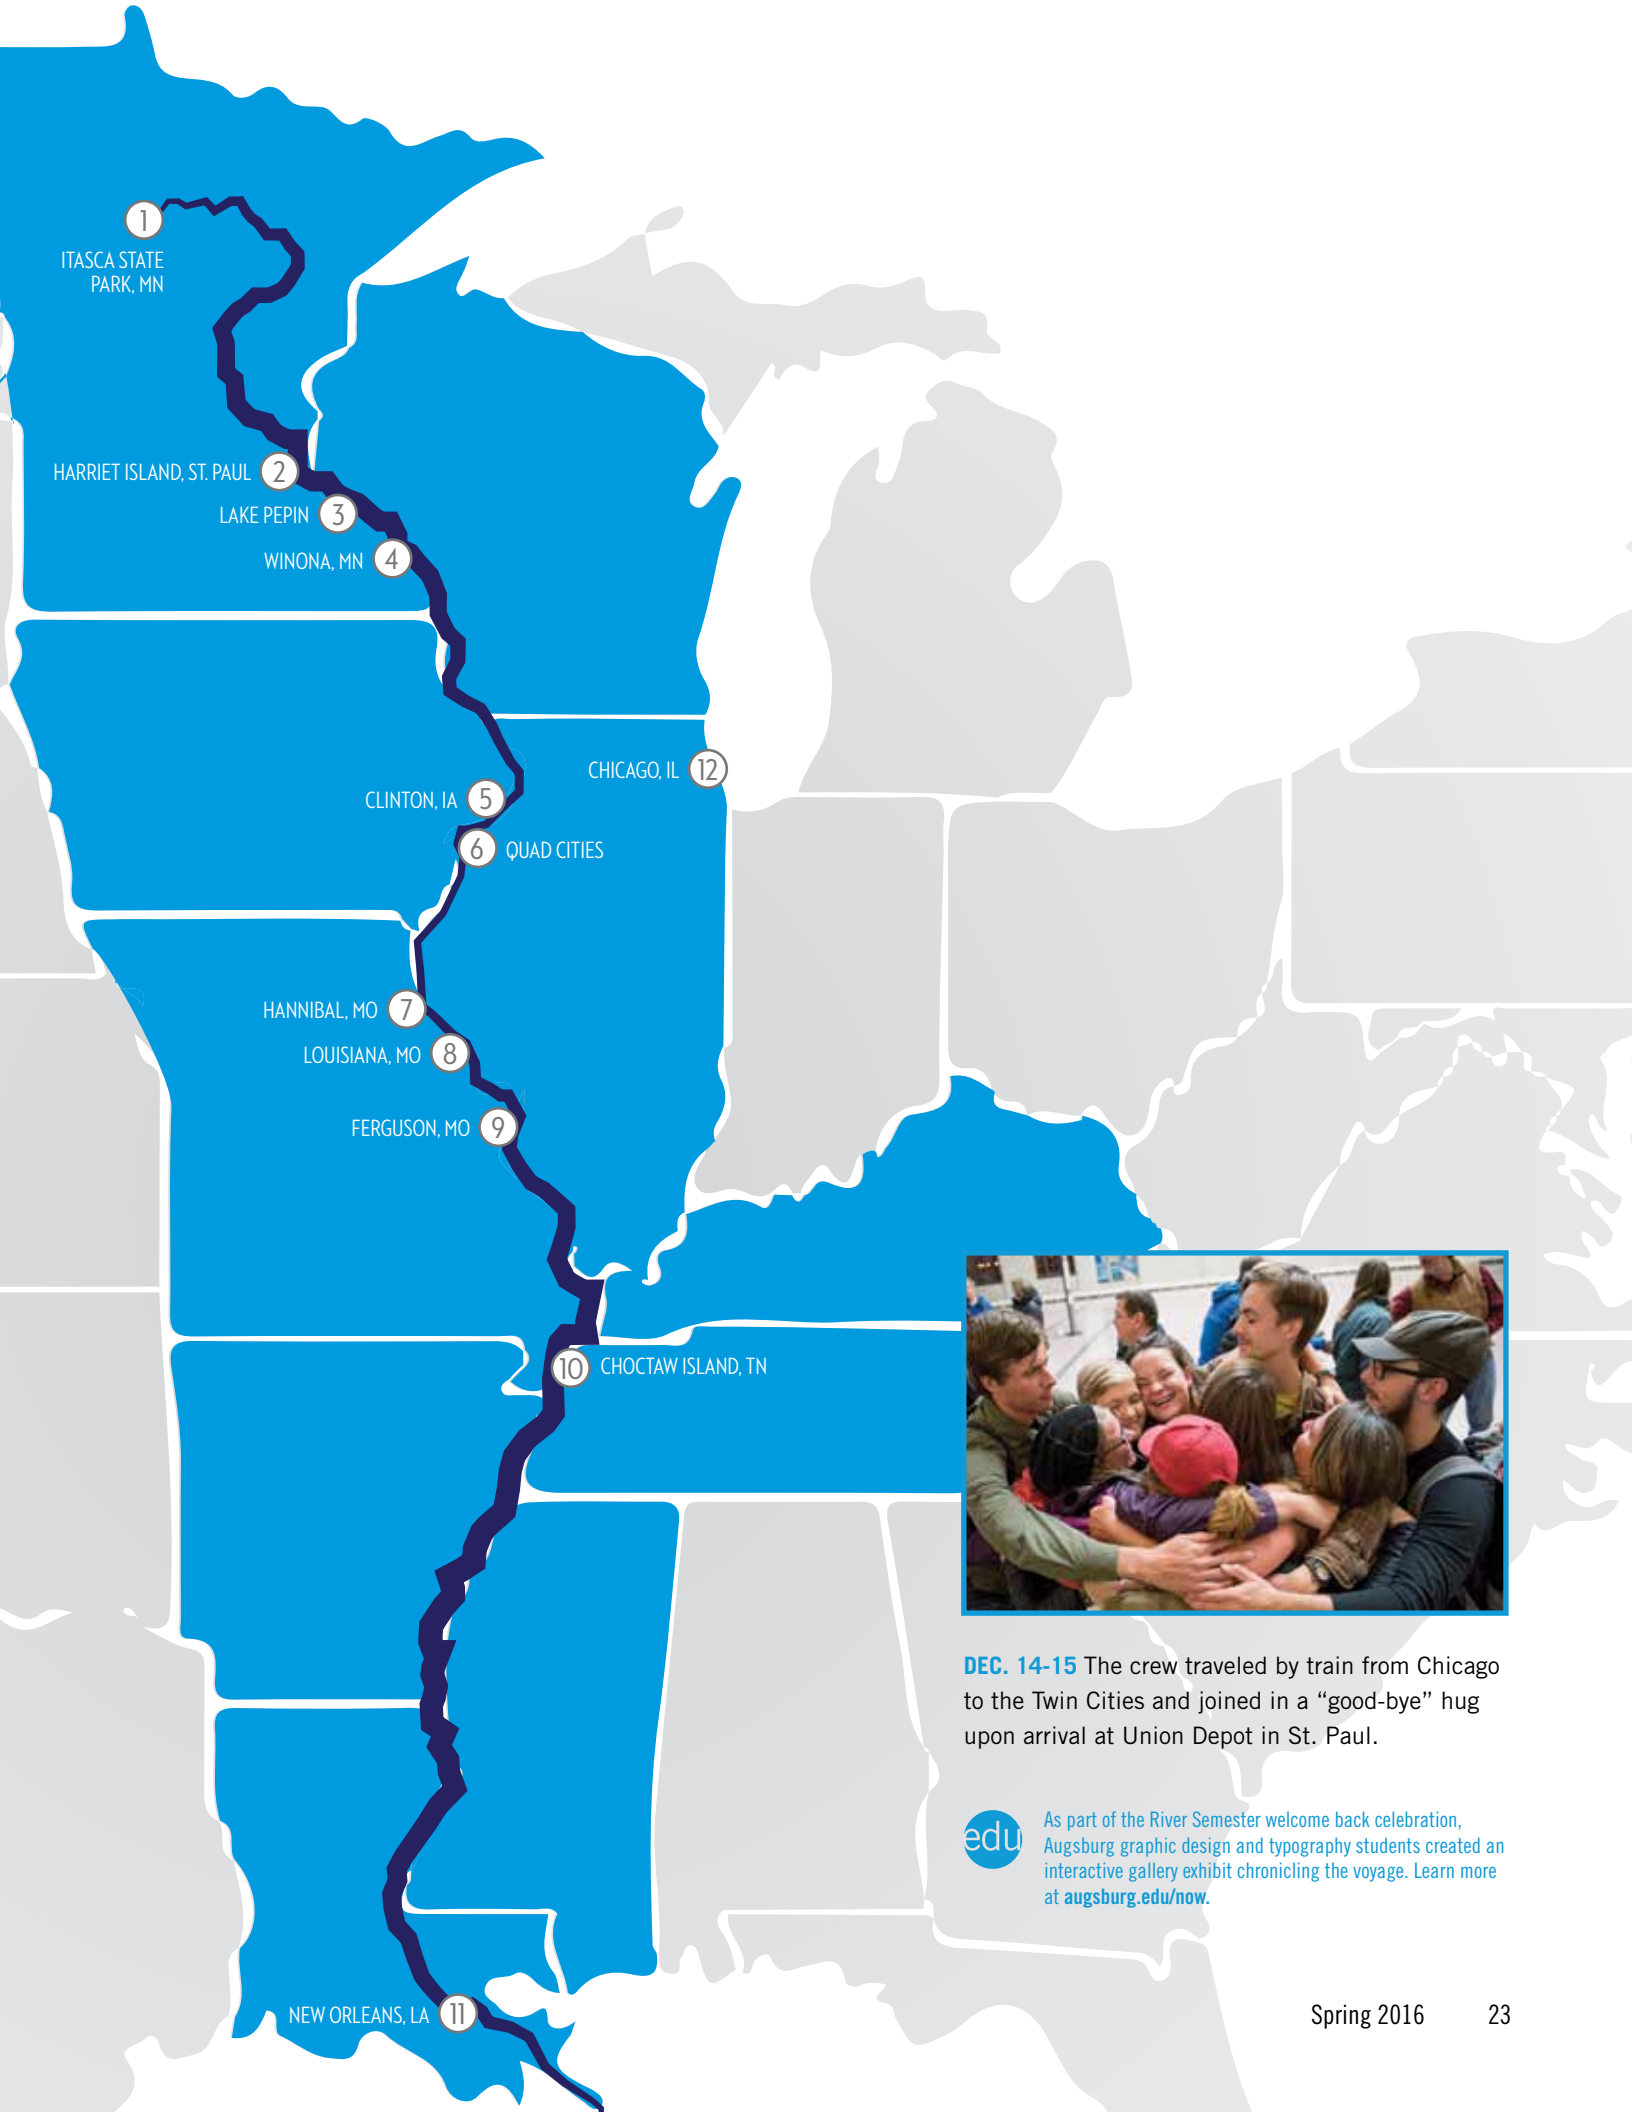 1
ITASCA STATE
PARK, MN
HARRIET ISLAND, ST. PAUL 2
LAKE PEPIN 3
WINONA, MN 4
CHICAGO, IL 12
CLINTON, IA 5
6 QUAD CITIES
HANNIBAL, MO 7
LOUISIANA, MO 8
FERGUSON, MO 9
10 CHOCTAW ISLAND, TN
NEW ORLEANS, LA 11
DEC. 14-15 The crew traveled by train from Chicago
to the Twin Cities and joined in a “good-bye” hug
upon arrival at Union Depot in St. Paul.
edu
As part of the River Semester welcome back celebration,
Augsburg graphic design and typography students created an
interactive gallery exhibit chronicling the voyage. Learn more
at augsburg.edu/now.
Spring 2016 23